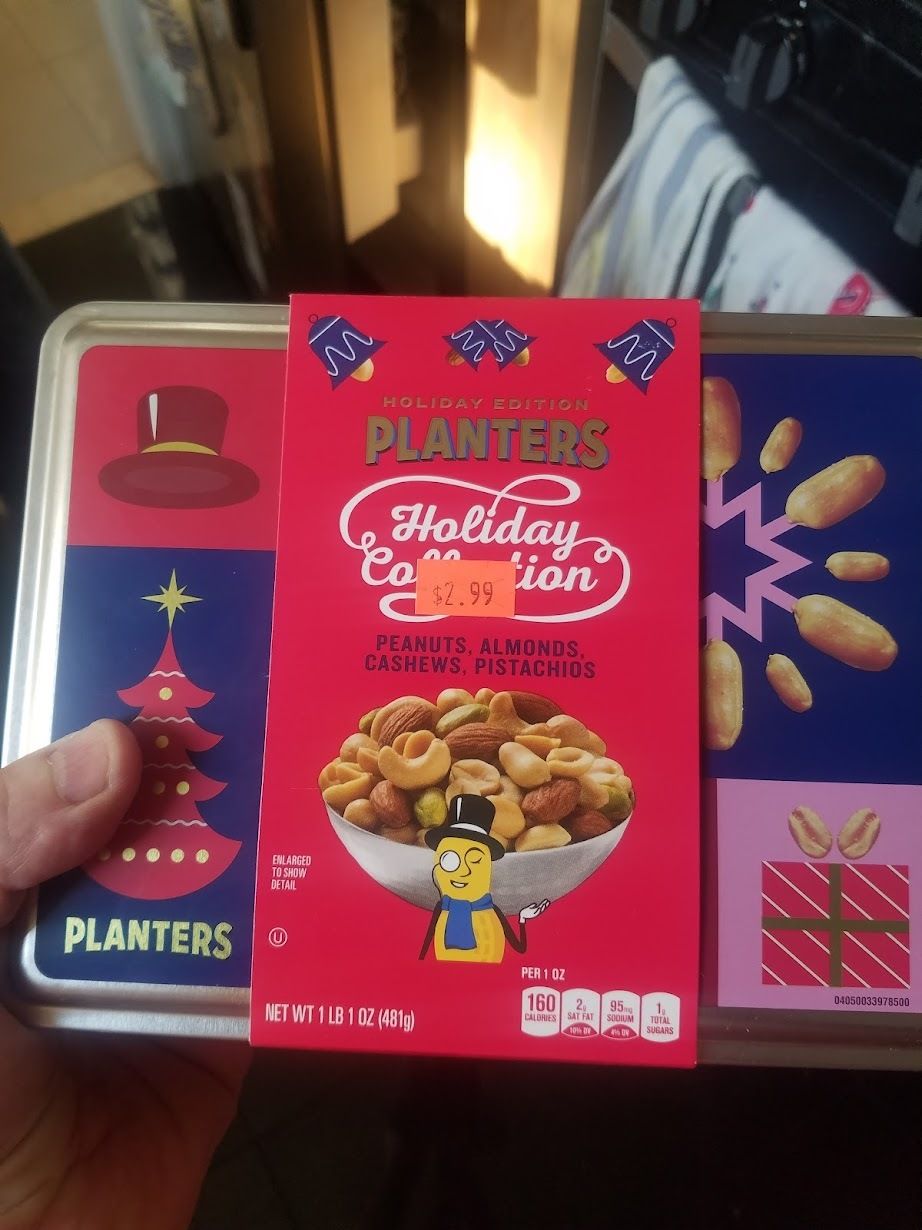 HOLIDAY EDITION
PLANTERS
Holiday
$2.99
PEANUTS, ALMONDS,
CASHEWS, PISTACHIOS
ENLARGED
TO SHOW
DETAIL
U
PLANTERS
PER 1 OZ
160 CALORIES
2g SAT FAT 10% DV
95mg SODIUM 4% DV
1g TOTAL SUGARS
NET WT 1 LB 1 OZ (481g)
04050033978500